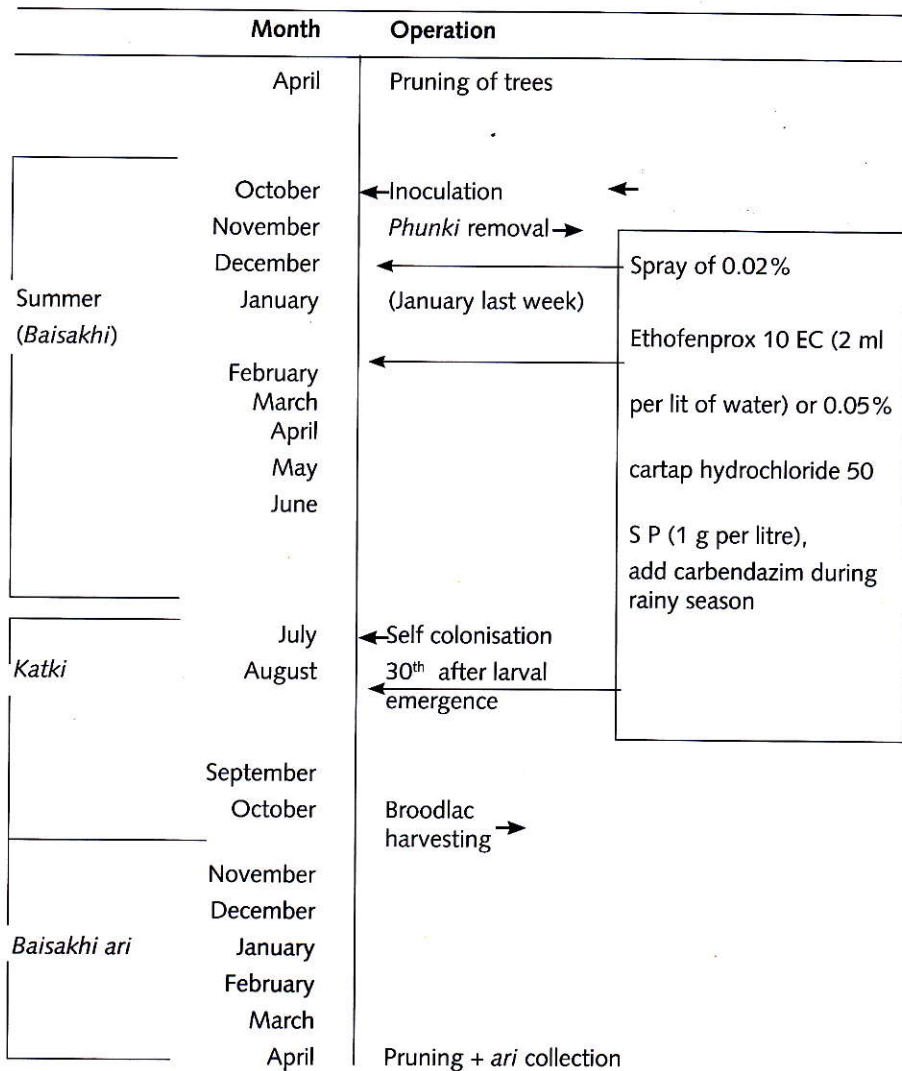 Month Operation
April Pruning of trees
October Inoculation
November Phunki removal
December Spray of 0.02%
Summer January (January last week)
(Baisakhi) Ethofenprox 10 EC (2 ml
February
March per lit of water) or 0.05%
April
May cartap hydrochloride 50
June
S P (1 g per litre),
add carbendazim during
rainy season
July Self colonisation
Katki August 30th after larval
emergence
September
October Broodlac
harvesting
November
December
Baisakhi ari January
February
March
April Pruning + ari collection